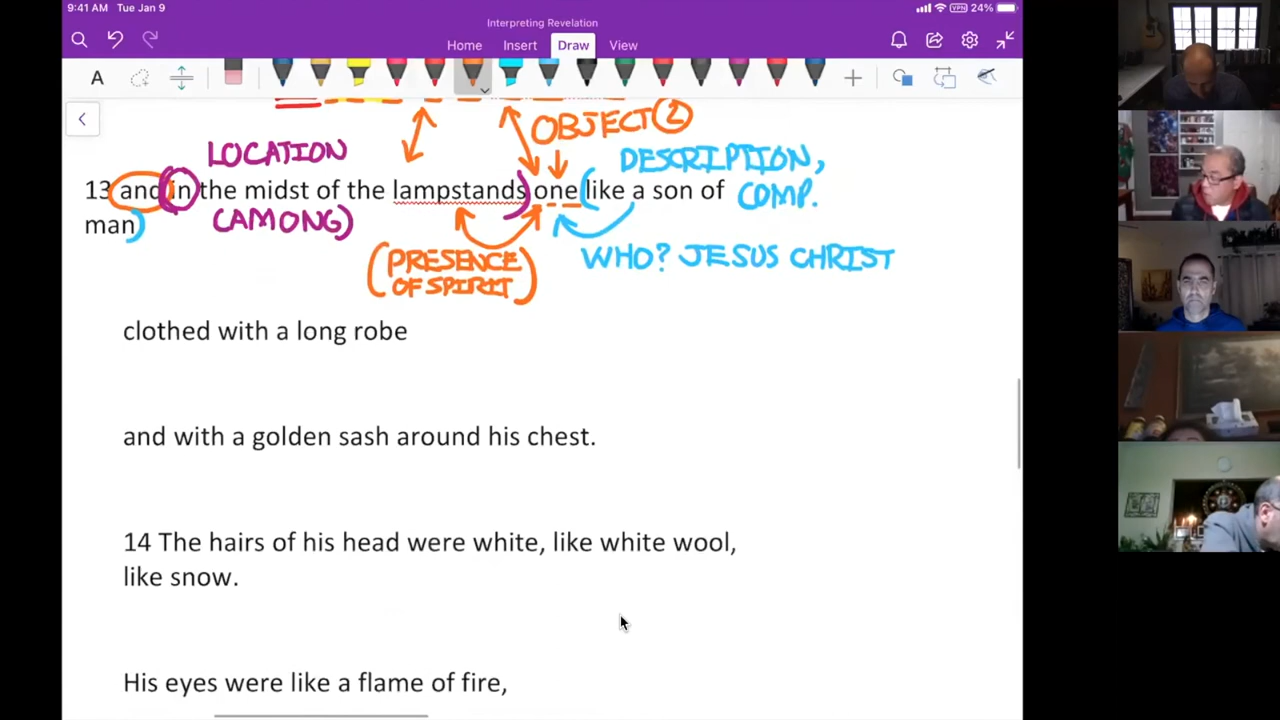 9:41 AM Tue Jan 9
VPN 24%
Interpreting Revelation
Home Insert Draw View
A
OBJECT 2
LOCATION
DESCRIPTION,
COMP.
13 and (in the midst of the lampstands) one (like a son of
man)
(AMONG)
(PRESENCE
OF SPIRIT)
WHO? JESUS CHRIST
clothed with a long robe
and with a golden sash around his chest.
14 The hairs of his head were white, like white wool,
like snow.
His eyes were like a flame of fire,